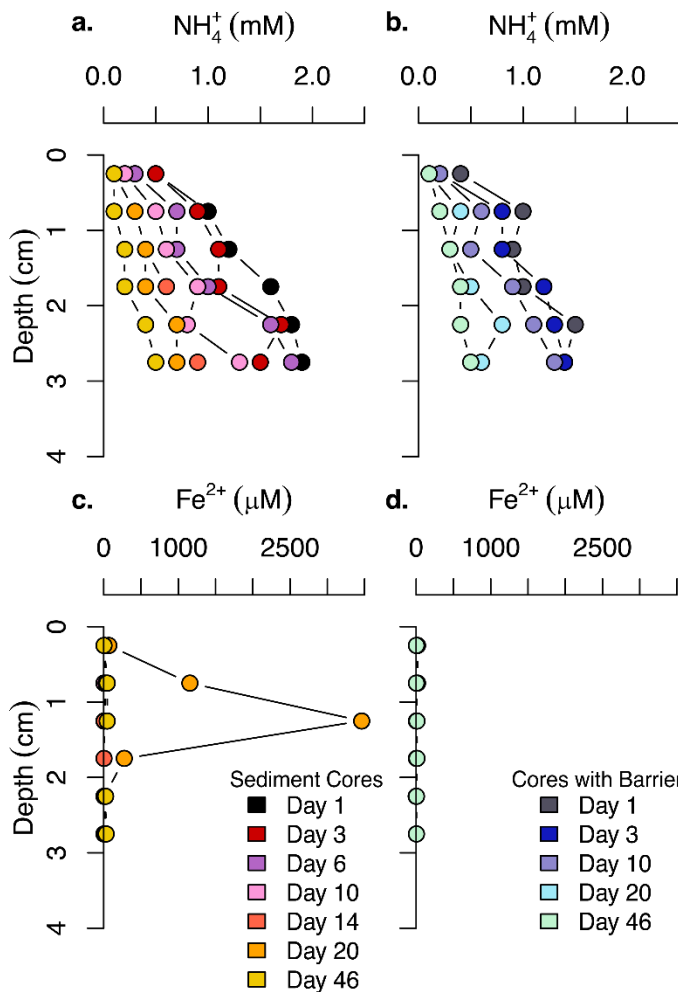 a. NH₄⁺ (mM)
0.0 1.0 2.0
b. NH₄⁺ (mM)
0.0 1.0 2.0
Depth (cm)
0
1
2
3
4
c. Fe²⁺ (μM)
0 1000 2500
d. Fe²⁺ (μM)
0 1000 2500
Depth (cm)
0
1
2
3
4
Sediment Cores
Day 1
Day 3
Day 6
Day 10
Day 14
Day 20
Day 46
Cores with Barrier
Day 1
Day 3
Day 10
Day 20
Day 46